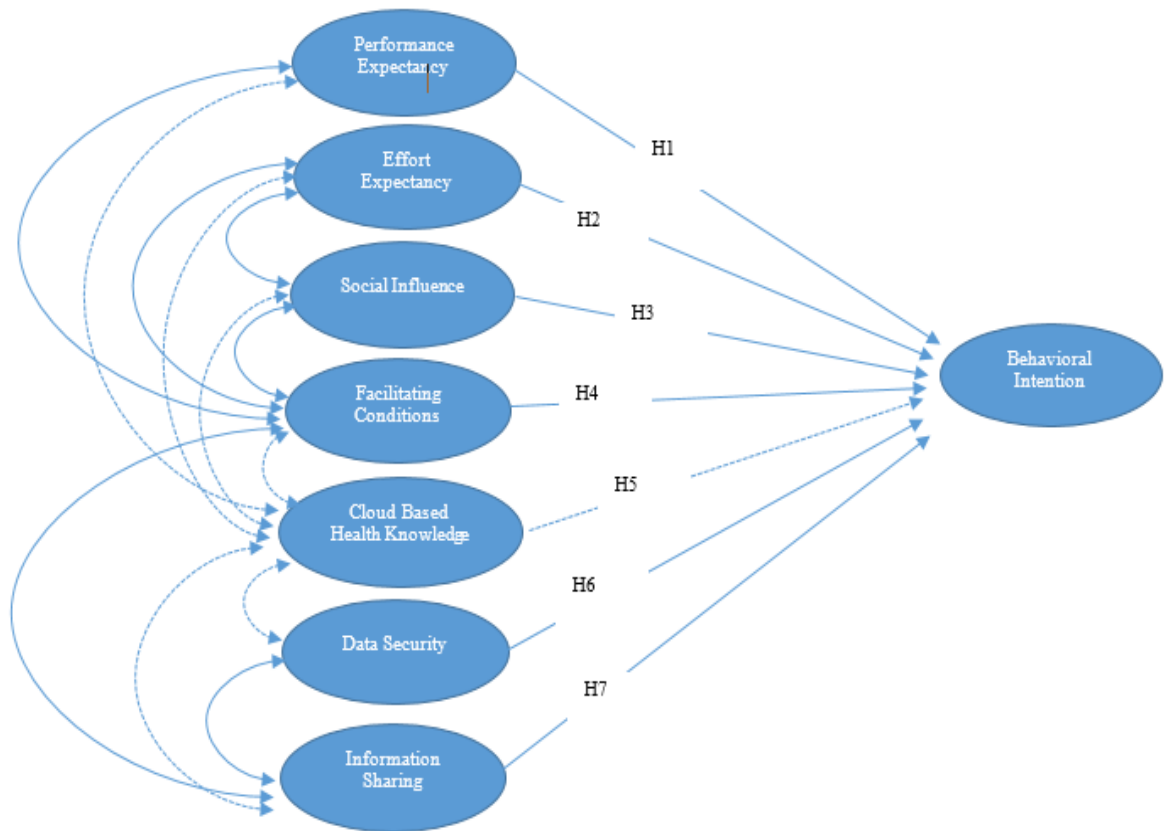 Performance
Expectancy
H1
Effort
Expectancy
H2
Social Influence
H3
Behavioral
Intention
Facilitating
Conditions
H4
Cloud Based
Health Knowledge
H5
H6
Data Security
H7
Information
Sharing